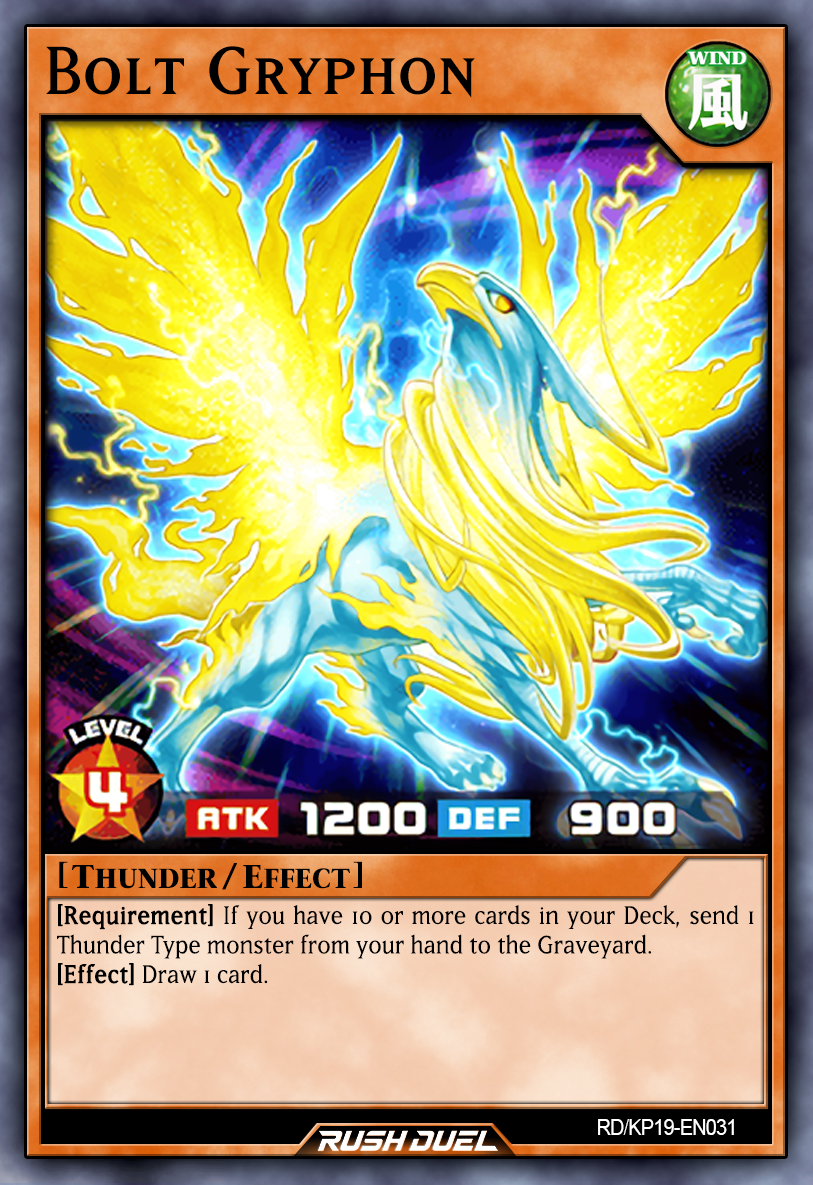 Bolt Gryphon
WIND
風
LEVEL
4
ATK 1200 DEF 900
[Thunder/Effect]
[Requirement] If you have 10 or more cards in your Deck, send 1
Thunder Type monster from your hand to the Graveyard.
[Effect] Draw 1 card.
RD/KP19-EN031
RUSH DUEL